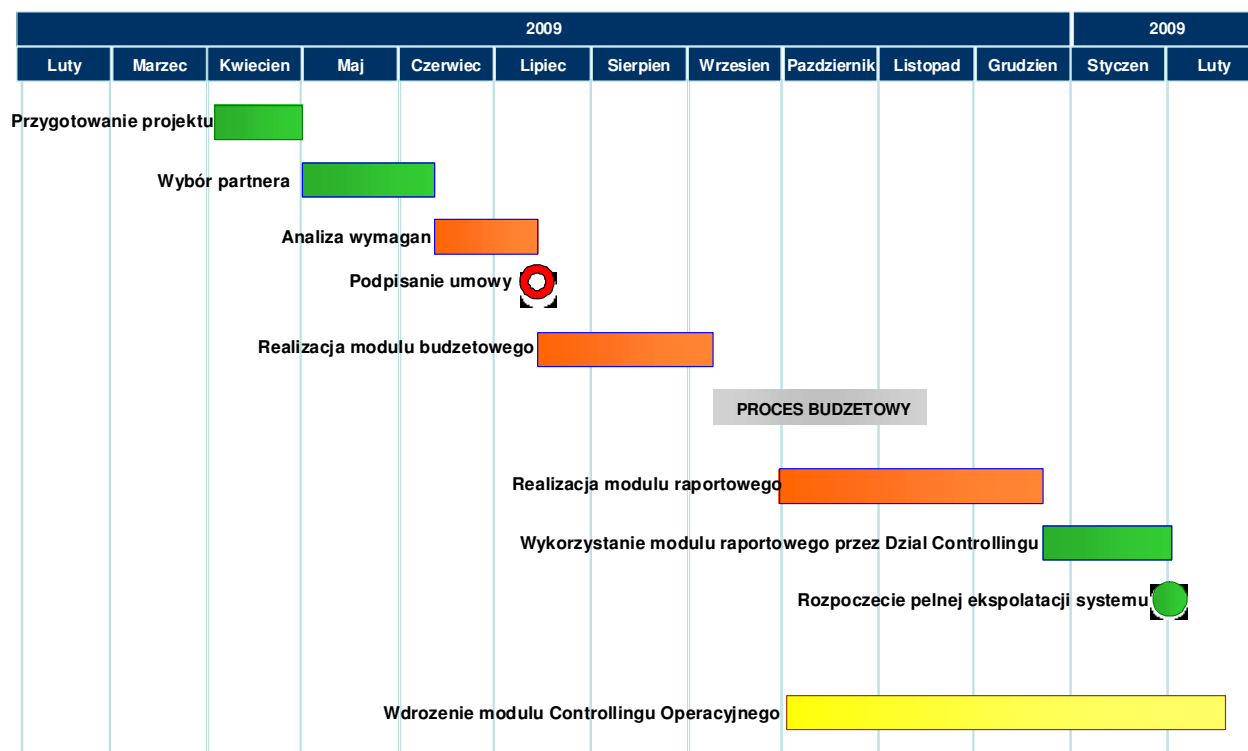 2009 2009
Luty Marzec Kwiecien Maj Czerwiec Lipiec Sierpien Wrzesien Pazdziernik Listopad Grudzien Styczen Luty
Przygotowanie projektu
Wybór partnera
Analiza wymagan
Podpisanie umowy
Realizacja modulu budzetowego
PROCES BUDZETOWY
Realizacja modulu raportowego
Wykorzystanie modulu raportowego przez Dzial Controllingu
Rozpoczecie pelnej ekspolatacji systemu
Wdrozenie modulu Controllingu Operacyjnego